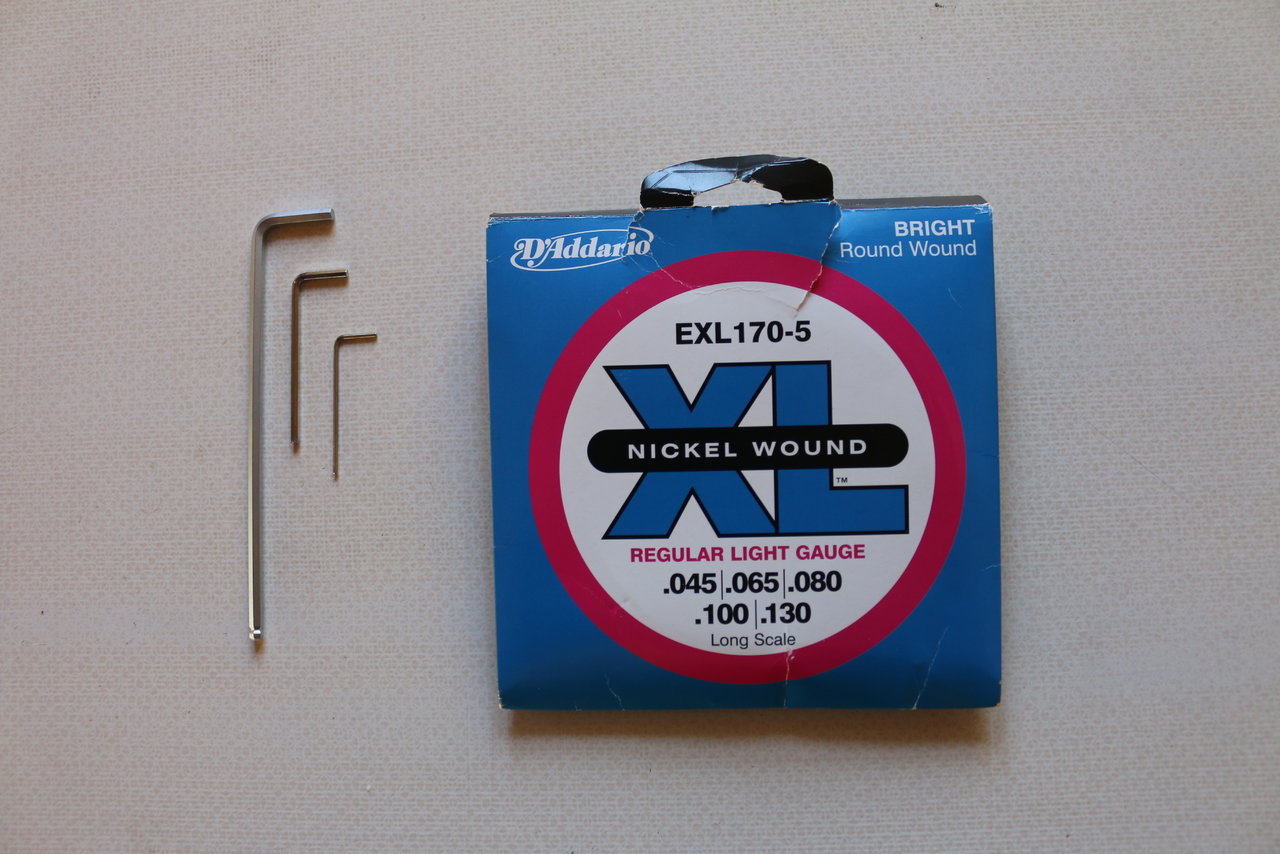 D'Addario
BRIGHT
Round Wound
EXL170-5
XL
NICKEL WOUND
TM
REGULAR LIGHT GAUGE
.045|.065|.080
.100|.130
Long Scale